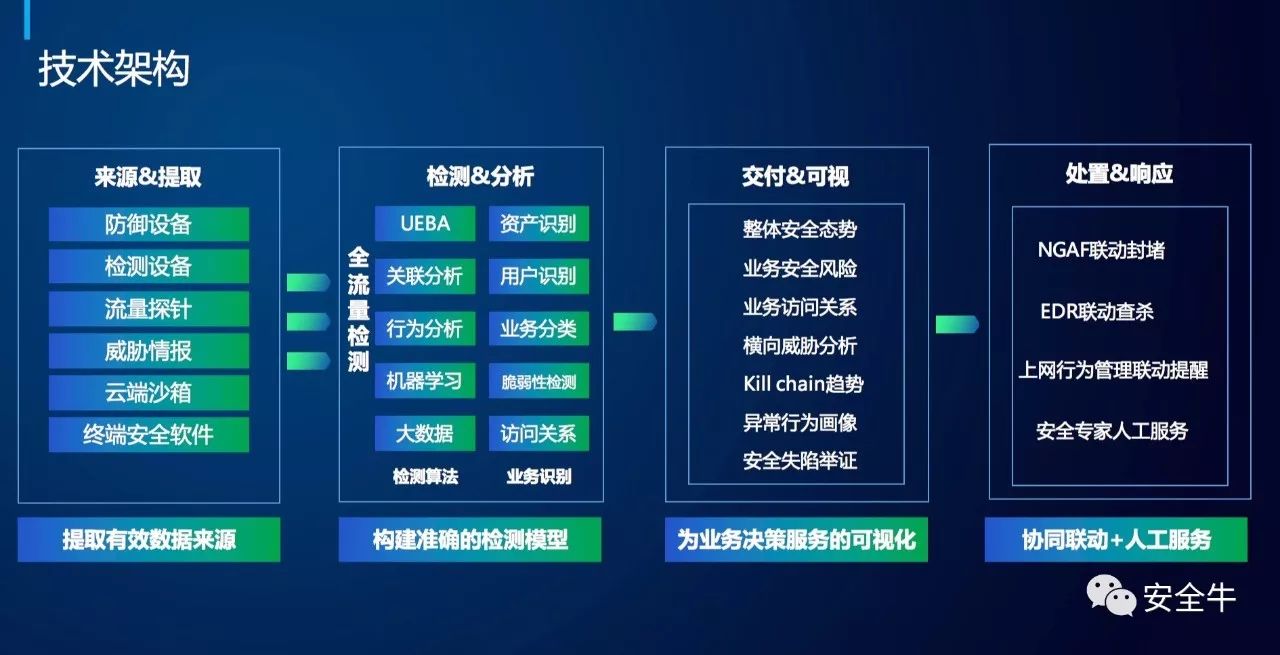 技术架构
来源&提取
防御设备
检测设备
流量探针
威胁情报
云端沙箱
终端安全软件
提取有效数据来源
检测&分析
全流量检测
UEBA
资产识别
关联分析
用户识别
行为分析
业务分类
机器学习
脆弱性检测
大数据
访问关系
检测算法
业务识别
构建准确的检测模型
交付&可视
整体安全态势
业务安全风险
业务访问关系
横向威胁分析
Kill chain趋势
异常行为画像
安全失陷举证
为业务决策服务的可视化
处置&响应
NGAF联动封堵
EDR联动查杀
上网行为管理联动提醒
安全专家人工服务
协同联动+人工服务
安全牛